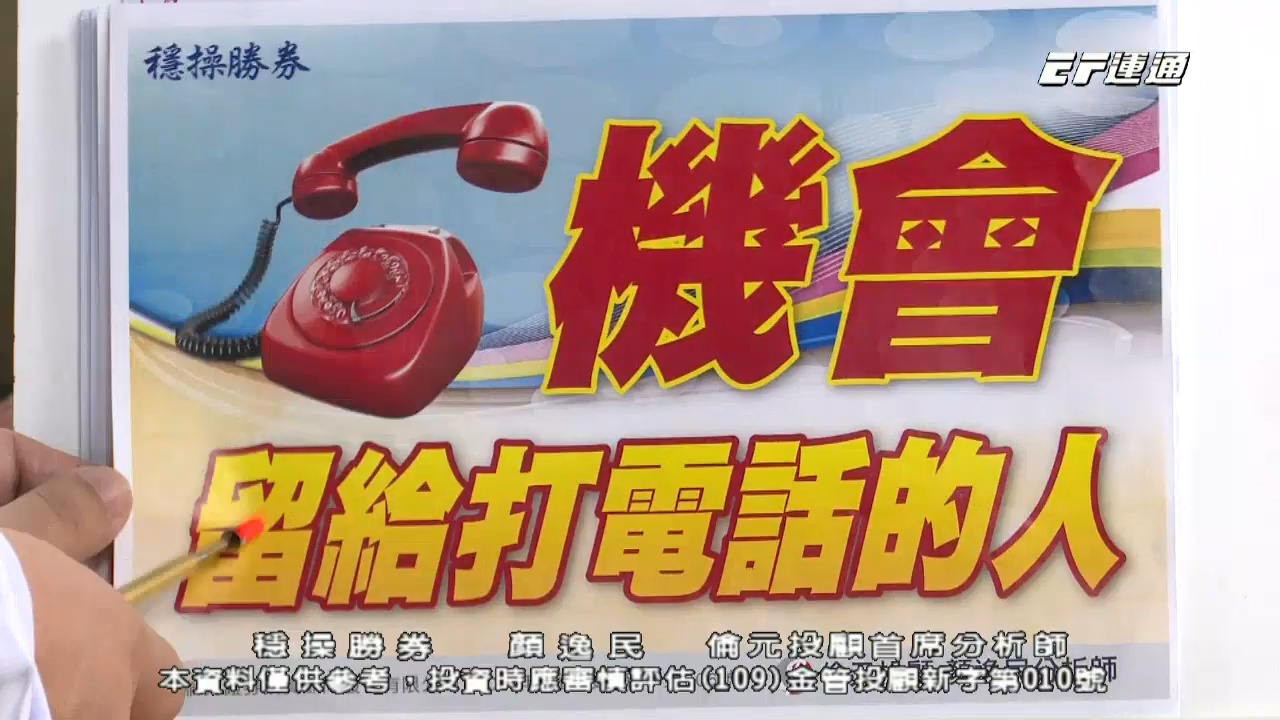 穩操勝券
EF運通
機會
留給打電話的人
穩操勝券 顏逸民 倫元投顧首席分析師
本資料僅供參考，投資時應審慎評估(109)金管投顧新字第010號